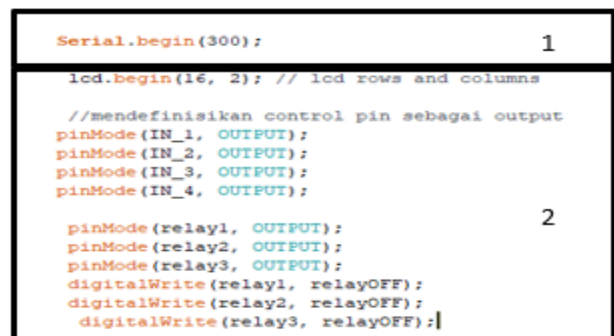 Serial.begin(300);
1
lcd.begin(16, 2); // lcd rows and columns
//mendefinisikan control pin sebagai output
pinMode(IN_1, OUTPUT);
pinMode(IN_2, OUTPUT);
pinMode(IN_3, OUTPUT);
pinMode(IN_4, OUTPUT);
2
pinMode(relay1, OUTPUT);
pinMode(relay2, OUTPUT);
pinMode(relay3, OUTPUT);
digitalWrite(relay1, relayOFF);
digitalWrite(relay2, relayOFF);
digitalWrite(relay3, relayOFF);